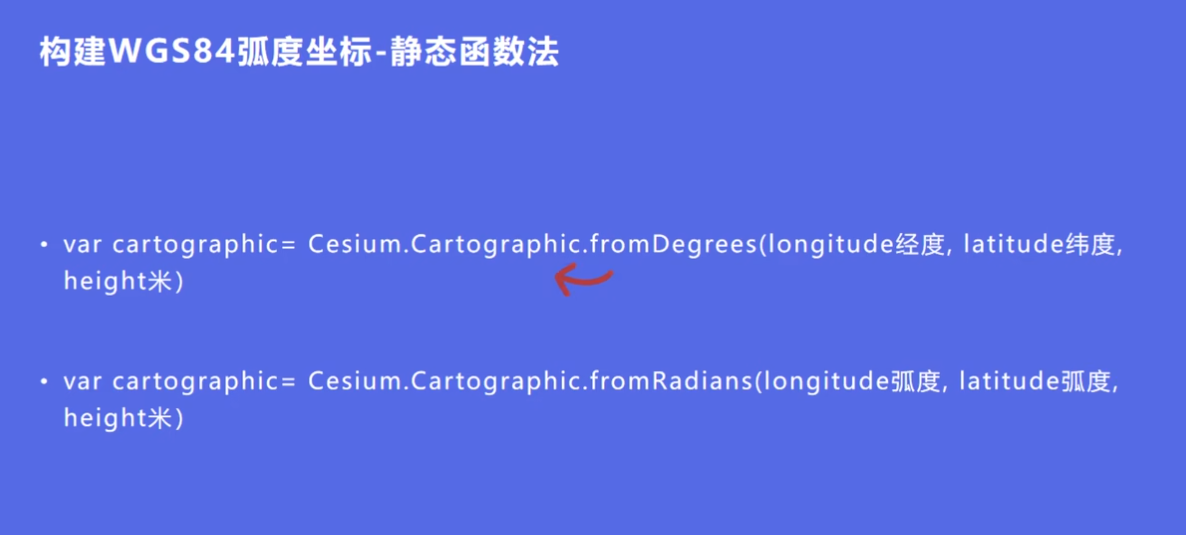 构建WGS84弧度坐标-静态函数法
• var cartographic= Cesium.Cartographic.fromDegrees(longitude经度, latitude纬度,
height米)
• var cartographic= Cesium.Cartographic.fromRadians(longitude弧度, latitude弧度,
height米)